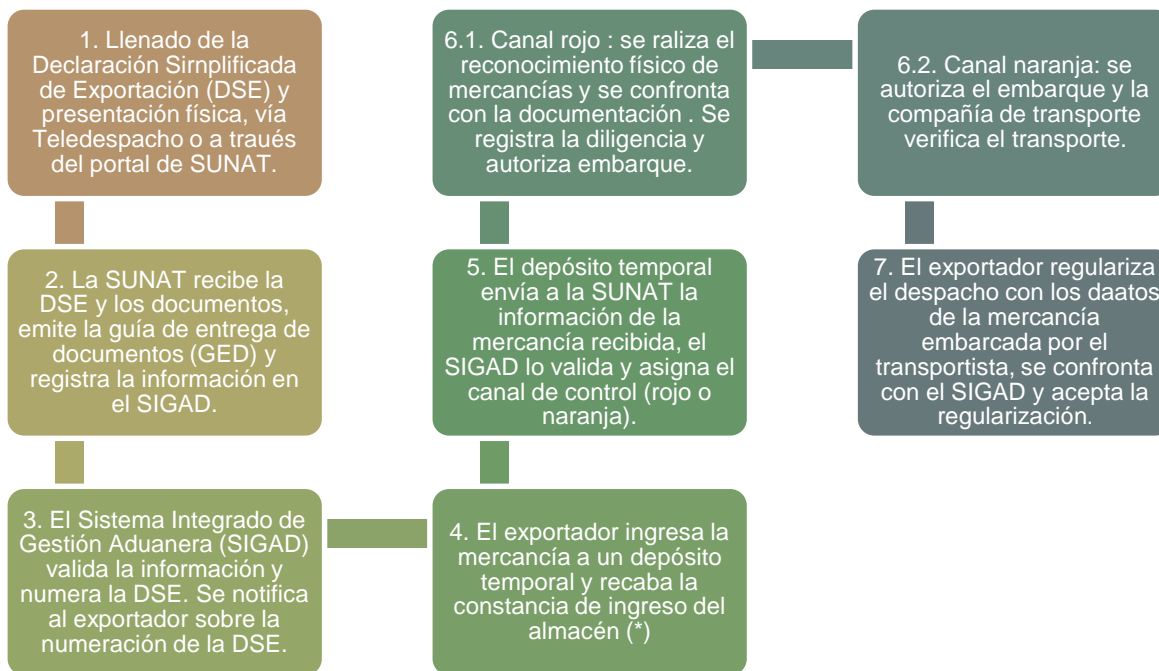 1. Llenado de la
Declaración Sirnplificada
de Exportación (DSE) y
presentación física, vía
Teledespacho o a traués
del portal de SUNAT.
2. La SUNAT recibe la
DSE y los documentos,
emite la guía de entrega de
documentos (GED) y
registra la información en
el SIGAD.
3. El Sistema Integrado de
Gestión Aduanera (SIGAD)
valida la información y
numera la DSE. Se notifica
al exportador sobre la
numeración de la DSE.
4. El exportador ingresa la
mercancía a un depósito
temporal y recaba la
constancia de ingreso del
almacén (*)
5. El depósito temporal
envía a la SUNAT la
información de la
mercancía recibida, el
SIGAD lo valida y asigna el
canal de control (rojo o
naranja).
6.1. Canal rojo : se raliza el
reconocimiento físico de
mercancías y se confronta
con la documentación . Se
registra la diligencia y
autoriza embarque.
6.2. Canal naranja: se
autoriza el embarque y la
compañía de transporte
verifica el transporte.
7. El exportador regulariza
el despacho con los daatos
de la mercancía
embarcada por el
transportista, se confronta
con el SIGAD y acepta la
regularización.